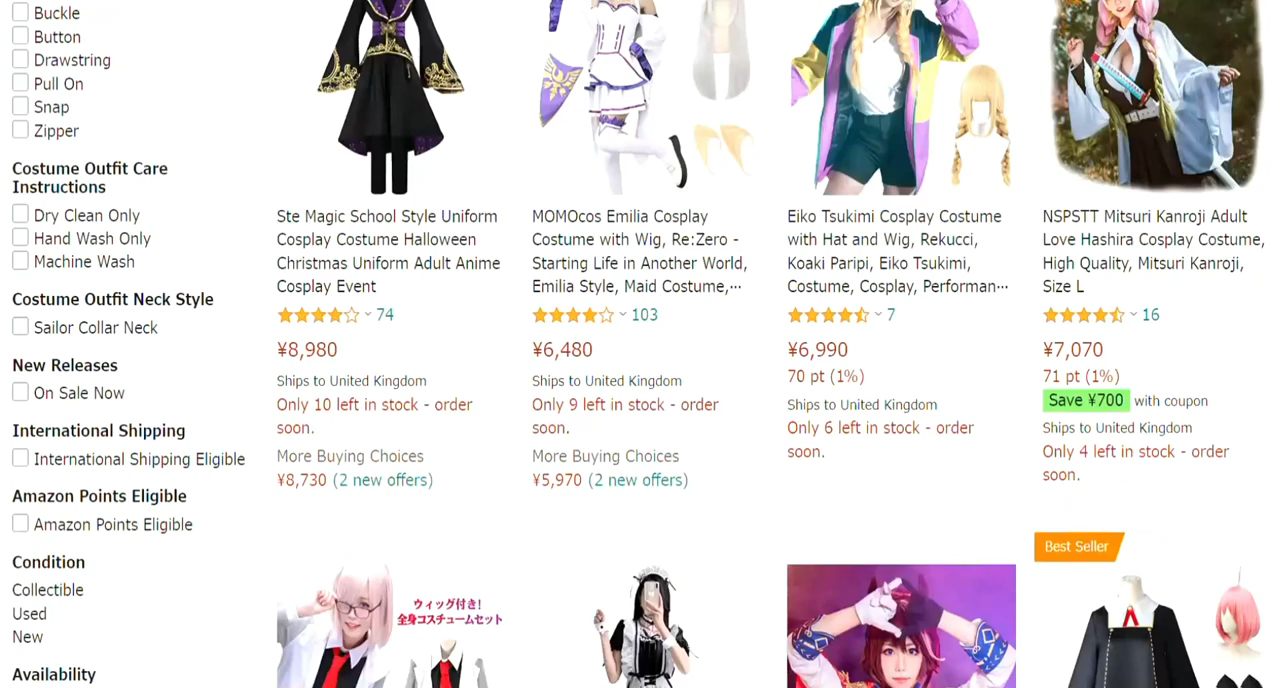 Buckle
Button
Drawstring
Pull On
Snap
Zipper
Costume Outfit Care
Instructions
Dry Clean Only
Hand Wash Only
Machine Wash
Costume Outfit Neck Style
Sailor Collar Neck
New Releases
On Sale Now
International Shipping
International Shipping Eligible
Amazon Points Eligible
Amazon Points Eligible
Condition
Collectible
Used
New
Availability
Ste Magic School Style Uniform
Cosplay Costume Halloween
Christmas Uniform Adult Anime
Cosplay Event
74
¥8,980
Ships to United Kingdom
Only 10 left in stock - order
soon.
More Buying Choices
¥8,730 (2 new offers)
MOMOcos Emilia Cosplay
Costume with Wig, Re:Zero -
Starting Life in Another World,
Emilia Style, Maid Costume,…
103
¥6,480
Ships to United Kingdom
Only 9 left in stock - order
soon.
More Buying Choices
¥5,970 (2 new offers)
Eiko Tsukimi Cosplay Costume
with Hat and Wig, Rekucci,
Koaki Paripi, Eiko Tsukimi,
Costume, Cosplay, Performan…
7
¥6,990
70 pt (1%)
Ships to United Kingdom
Only 6 left in stock - order
soon.
NSPSTT Mitsuri Kanroji Adult
Love Hashira Cosplay Costume,
High Quality, Mitsuri Kanroji,
Size L
16
¥7,070
71 pt (1%)
Save ¥700 with coupon
Ships to United Kingdom
Only 4 left in stock - order
soon.
ウィッグ付き!
全身コスチュームセット
Best Seller